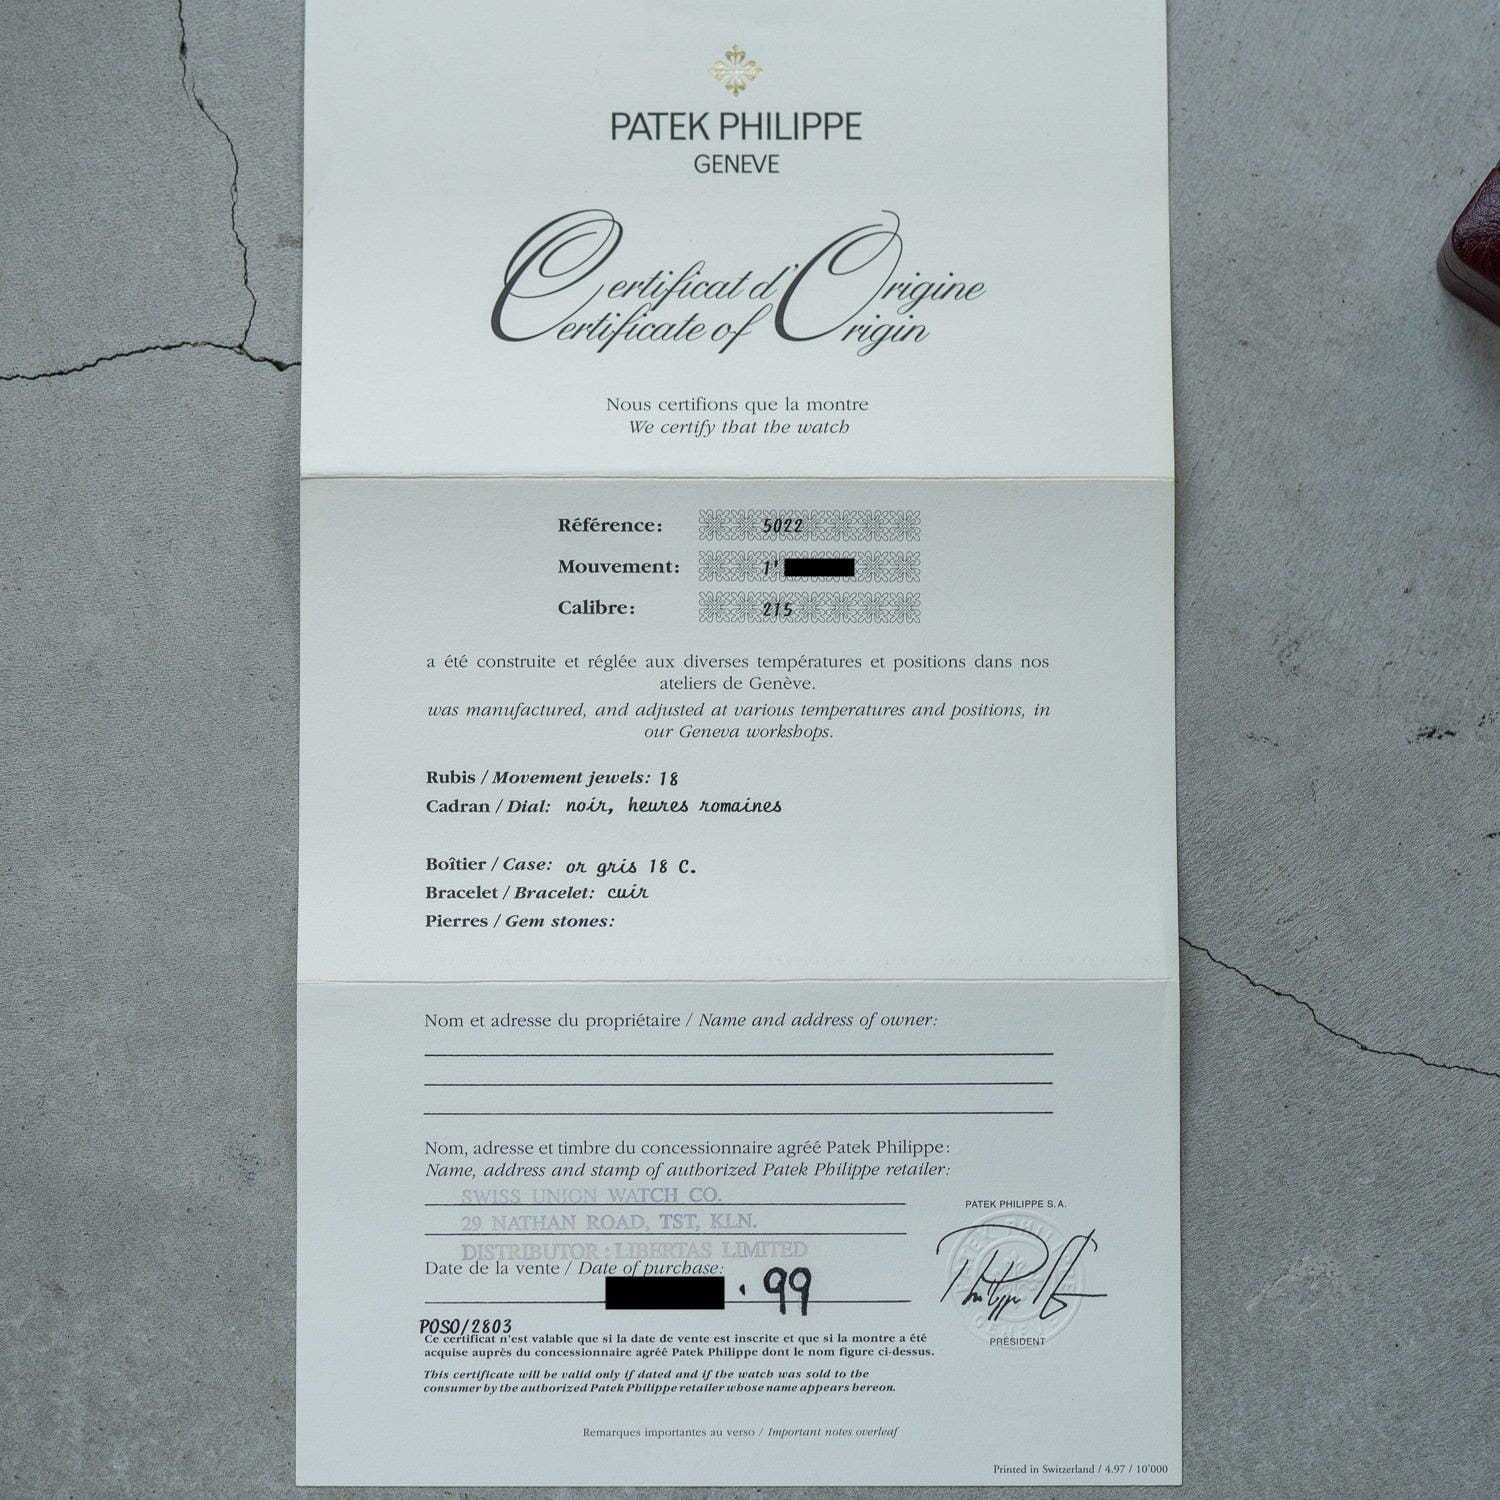 PATEK PHILIPPE
GENEVE
Certificat d'Origine
Certificate of Origin
Nous certifions que la montre
We certify that the watch
Référence: 5022
Mouvement: 1'
Calibre: 215
a été construite et réglée aux diverses températures et positions dans nos
ateliers de Genève.
was manufactured, and adjusted at various temperatures and positions, in
our Geneva workshops.
Rubis / Movement jewels: 18
Cadran / Dial: noir, heures romaines
Boîtier / Case: or gris 18 C.
Bracelet / Bracelet: cuir
Pierres / Gem stones:
Nom et adresse du propriétaire / Name and address of owner:
Nom, adresse et timbre du concessionnaire agréé Patek Philippe:
Name, address and stamp of authorized Patek Philippe retailer:
SWISS UNION WATCH CO.
29 NATHAN ROAD, TST, KLN.
DISTRIBUTOR : LIBERTAS LIMITED
Date de la vente / Date of purchase:
. 99
POSO/2803
Ce certificat n'est valable que si la date de vente est inscrite et que si la montre a été
acquise auprès du concessionnaire agréé Patek Philippe dont le nom figure ci-dessus.
This certificate will be valid only if dated and if the watch was sold to the
consumer by the authorized Patek Philippe retailer whose name appears hereon.
PATEK PHILIPPE S.A.
PRÉSIDENT
Remarques importantes au verso / Important notes overleaf
Printed in Switzerland / 4.97 / 10'000